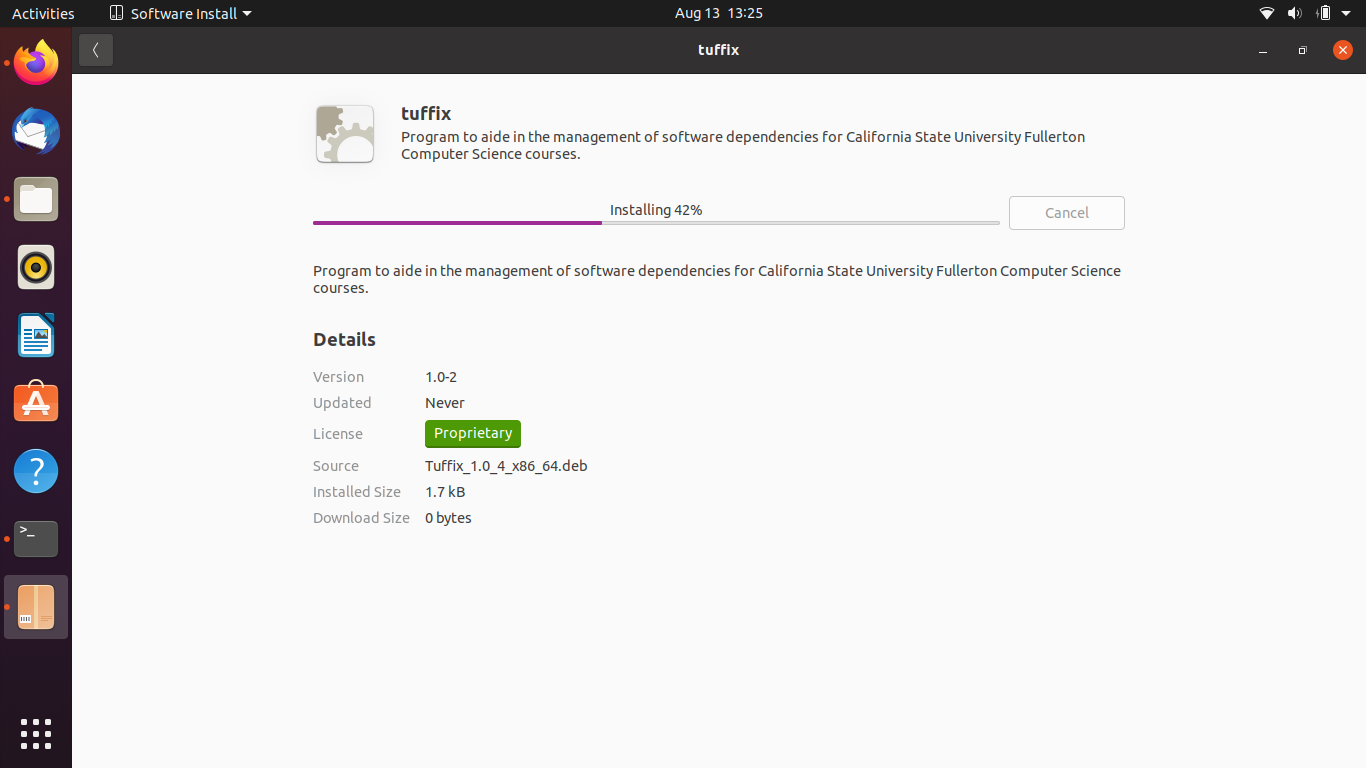 Activities
Software Install
Aug 13 13:25
tuffix
tuffix
Program to aide in the management of software dependencies for California State University Fullerton
Computer Science courses.
Installing 42%
Cancel
Program to aide in the management of software dependencies for California State University Fullerton Computer Science
courses.
Details
Version 1.0-2
Updated Never
License Proprietary
Source Tuffix_1.0_4_x86_64.deb
Installed Size 1.7 kB
Download Size 0 bytes